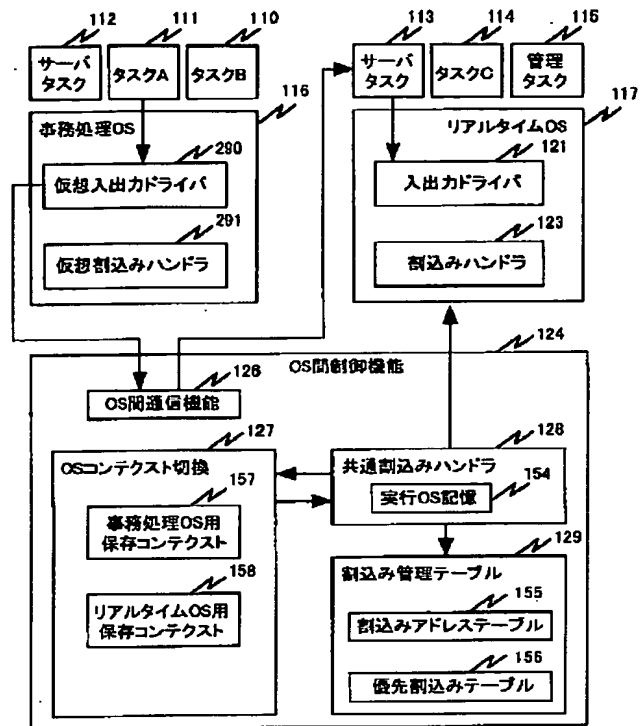 112
111
110
113
114
115
サーバ
タスク
タスクA
タスクB
サーバ
タスク
タスクC
管理
タスク
116
117
事務処理OS
290
仮想入出力ドライバ
291
仮想割込みハンドラ
リアルタイムOS
121
入出力ドライバ
123
割込みハンドラ
124
OS間制御機能
126
OS間通信機能
127
OSコンテクスト切換
157
事務処理OS用
保存コンテクスト
158
リアルタイムOS用
保存コンテクスト
128
共通割込みハンドラ
実行OS記憶
154
129
割込み管理テーブル
155
割込みアドレステーブル
156
優先割込みテーブル